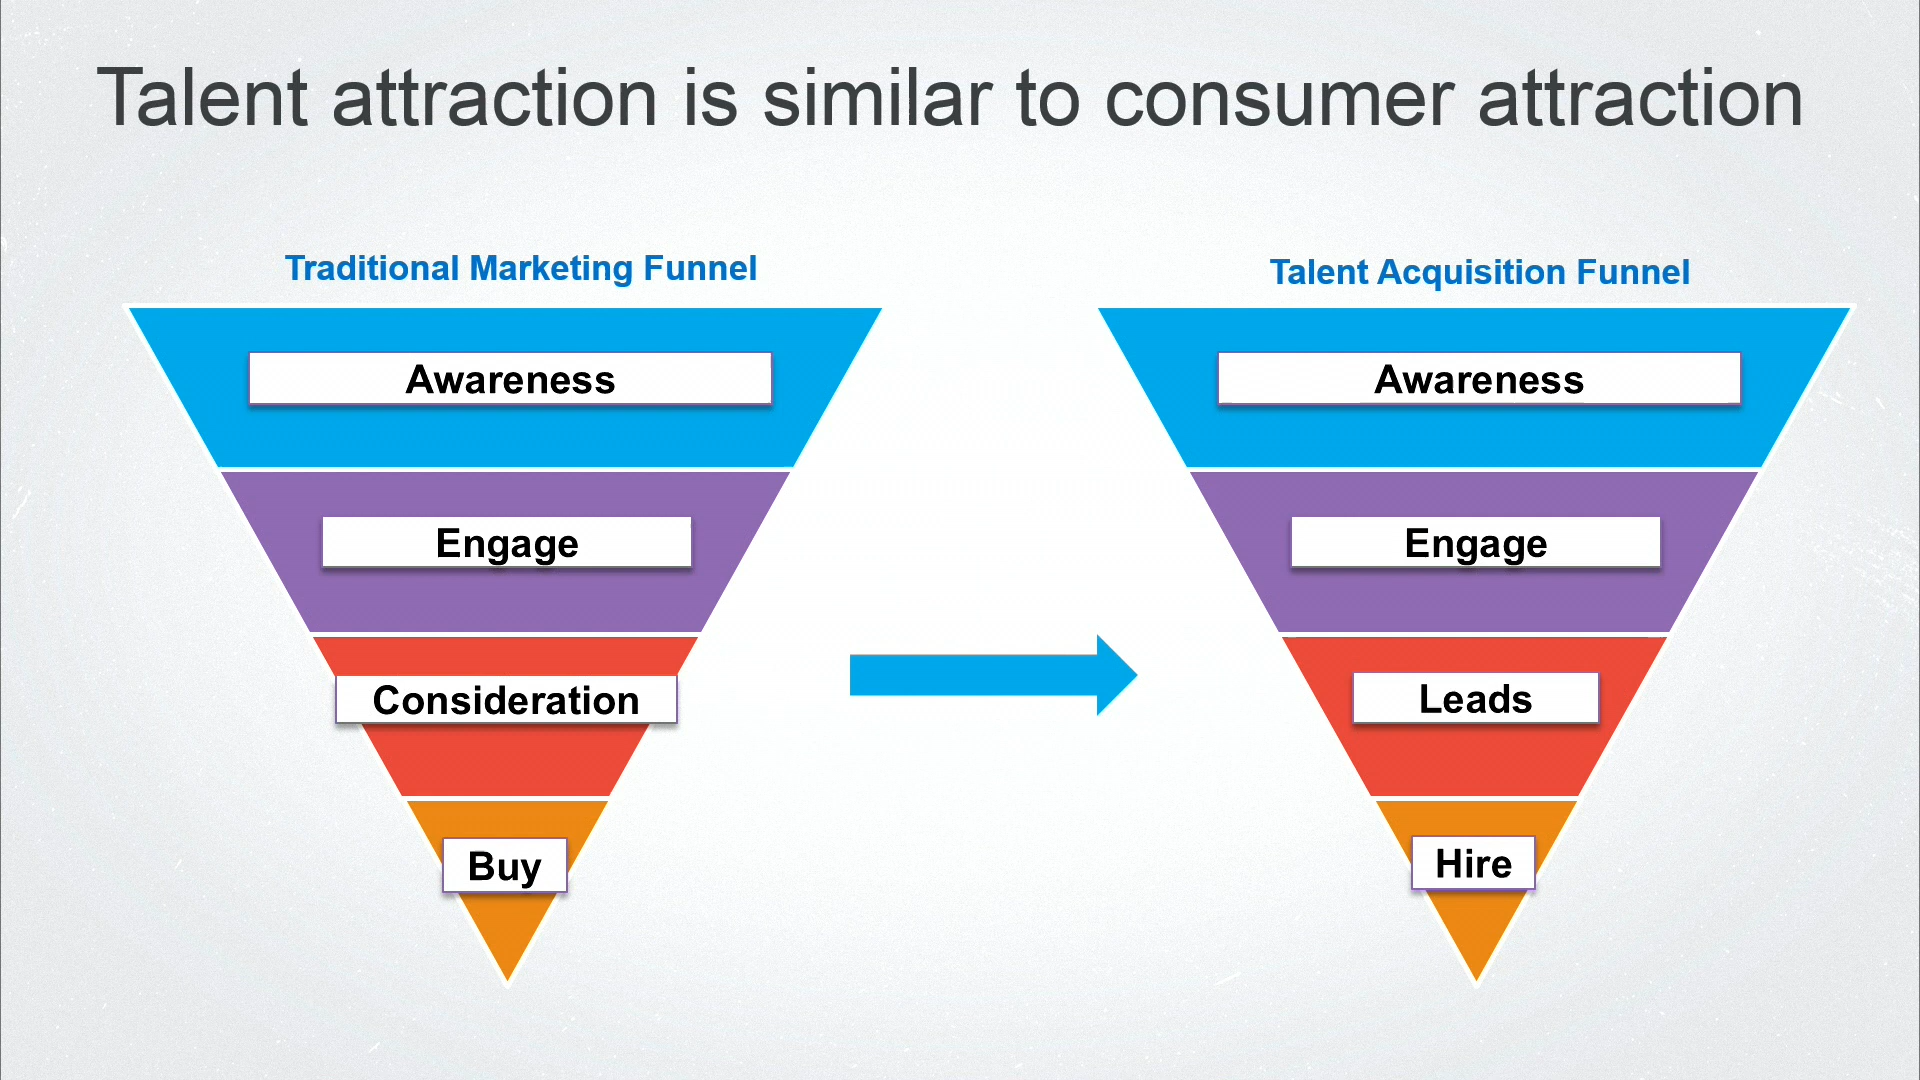 Talent attraction is similar to consumer attraction
Traditional Marketing Funnel
Awareness
Engage
Consideration
Buy
Talent Acquisition Funnel
Awareness
Engage
Leads
Hire